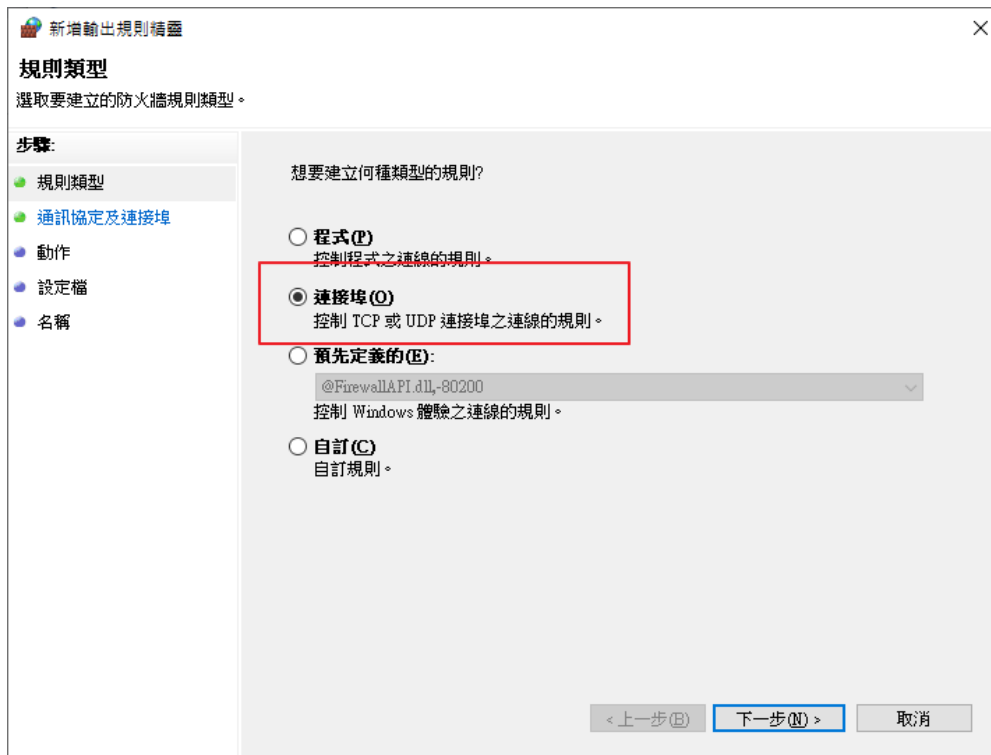 新增輸出規則精靈
規則類型
選取要建立的防火牆規則類型。
步驟:
規則類型
通訊協定及連接埠
動作
設定檔
名稱
想要建立何種類型的規則?
程式(P)
控制程式之連線的規則。
連接埠(O)
控制 TCP 或 UDP 連接埠之連線的規則。
預先定義的(E):
@FirewallAPI.dll,-80200
控制 Windows 體驗之連線的規則。
自訂(C)
自訂規則。
<上一步(B)
下一步(N) >
取消